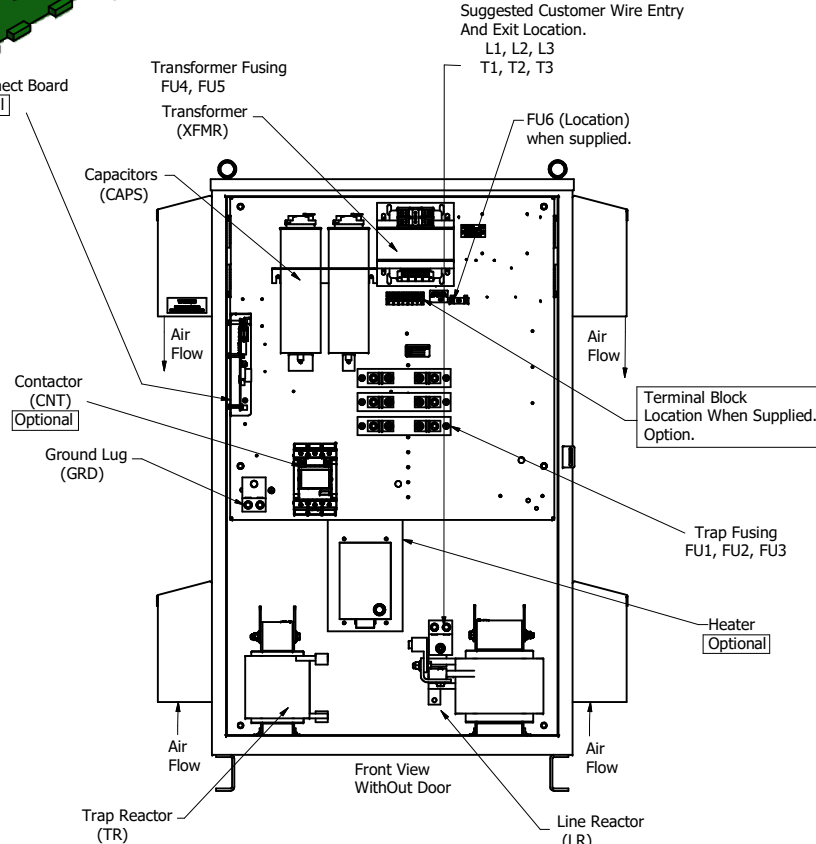 Suggested Customer Wire Entry
And Exit Location.
L1, L2, L3
T1, T2, T3
Transformer Fusing
FU4, FU5
Transformer
(XFMR)
FU6 (Location)
when supplied.
Board
Capacitors
(CAPS)
Air
Flow
Air
Flow
Contactor
(CNT)
Optional
Terminal Block
Location When Supplied.
Option.
Ground Lug
(GRD)
Trap Fusing
FU1, FU2, FU3
Heater
Optional
Air
Flow
Air
Flow
Front View
WithOut Door
Trap Reactor
(TR)
Line Reactor
(LR)